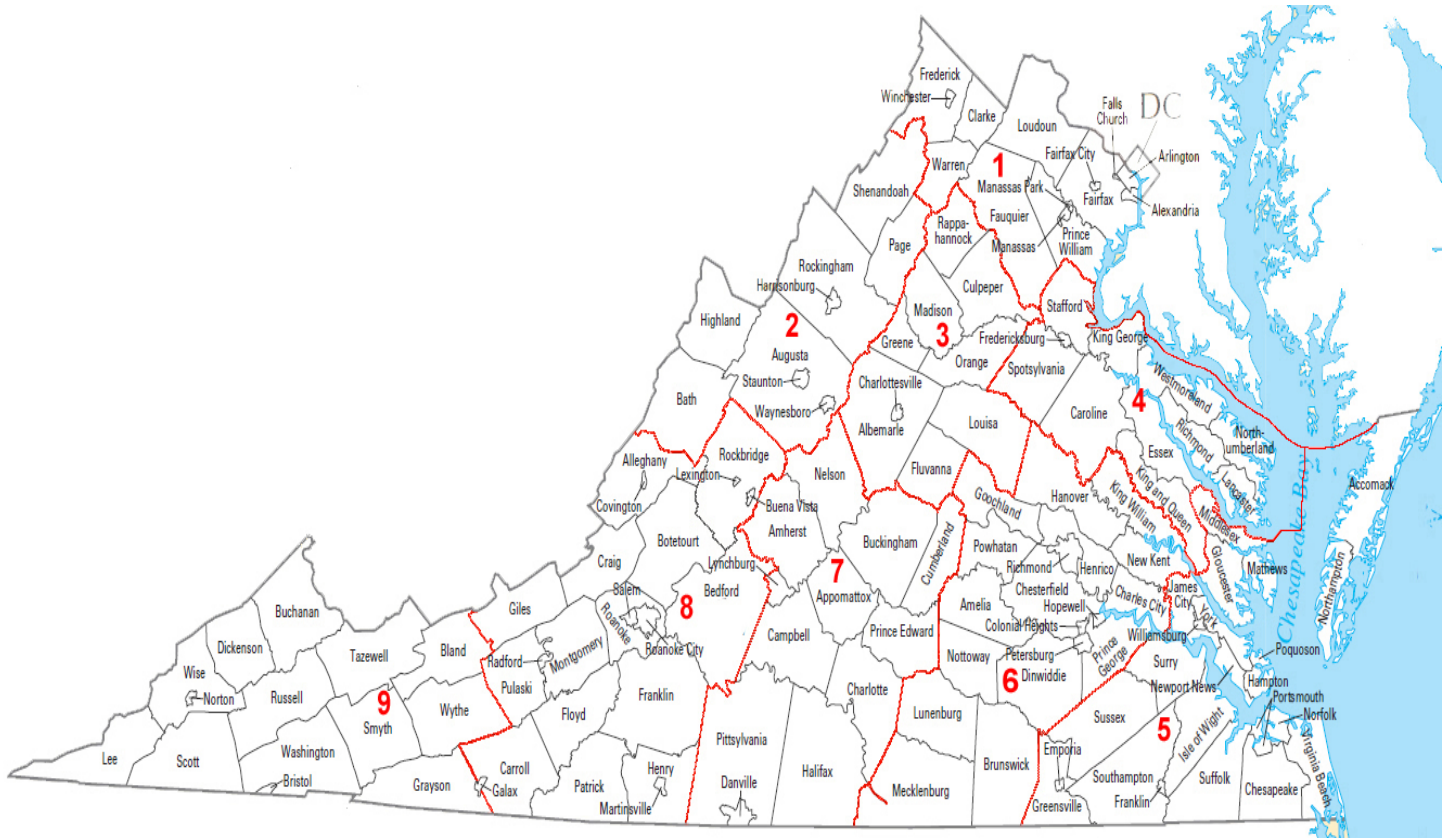 Frederick
Winchester
Clarke
Loudoun
Falls
Church
DC
Arlington
Fairfax City
Fairfax
Alexandria
Warren
1
Manassas Park
Fauquier
Manassas
Prince
William
Shenandoah
Rappa-
hannock
Page
Rockingham
Harrisonburg
Culpeper
Madison
Stafford
Highland
2
3
Greene
Orange
Fredericksburg
King George
Augusta
Staunton
Waynesboro
Charlottesville
Albemarle
Spotsylvania
Westmoreland
4
Bath
Louisa
Caroline
Richmond
North-
umberland
Essex
Lancaster
Alleghany
Rockbridge
Lexington
Nelson
Fluvanna
Covington
Buena Vista
Goochland
Hanover
King William
King and Queen
Middlesex
Accomack
Chesapeake Bay
Craig
Botetourt
Amherst
Buckingham
Cumberland
Powhatan
Richmond
Henrico
New Kent
Gloucester
Mathews
Lynchburg
Bedford
8
7
Appomattox
Salem
Roanoke
Roanoke City
Giles
Amelia
Chesterfield
Hopewell
Colonial Heights
Petersburg
Charles City
James
City
York
Northampton
Buchanan
Dickenson
Wise
Norton
Tazewell
Bland
Radford
Montgomery
Pulaski
Campbell
Prince Edward
Nottoway
6
Dinwiddie
Prince
George
Williamsburg
Surry
Newport News
Poquoson
Hampton
Portsmouth
Norfolk
Virginia Beach
Russell
9
Smyth
Wythe
Floyd
Franklin
Charlotte
Lunenburg
Sussex
5
Isle of Wight
Lee
Scott
Washington
Bristol
Grayson
Carroll
Galax
Patrick
Henry
Martinsville
Pittsylvania
Danville
Halifax
Mecklenburg
Brunswick
Emporia
Greensville
Southampton
Franklin
Suffolk
Chesapeake